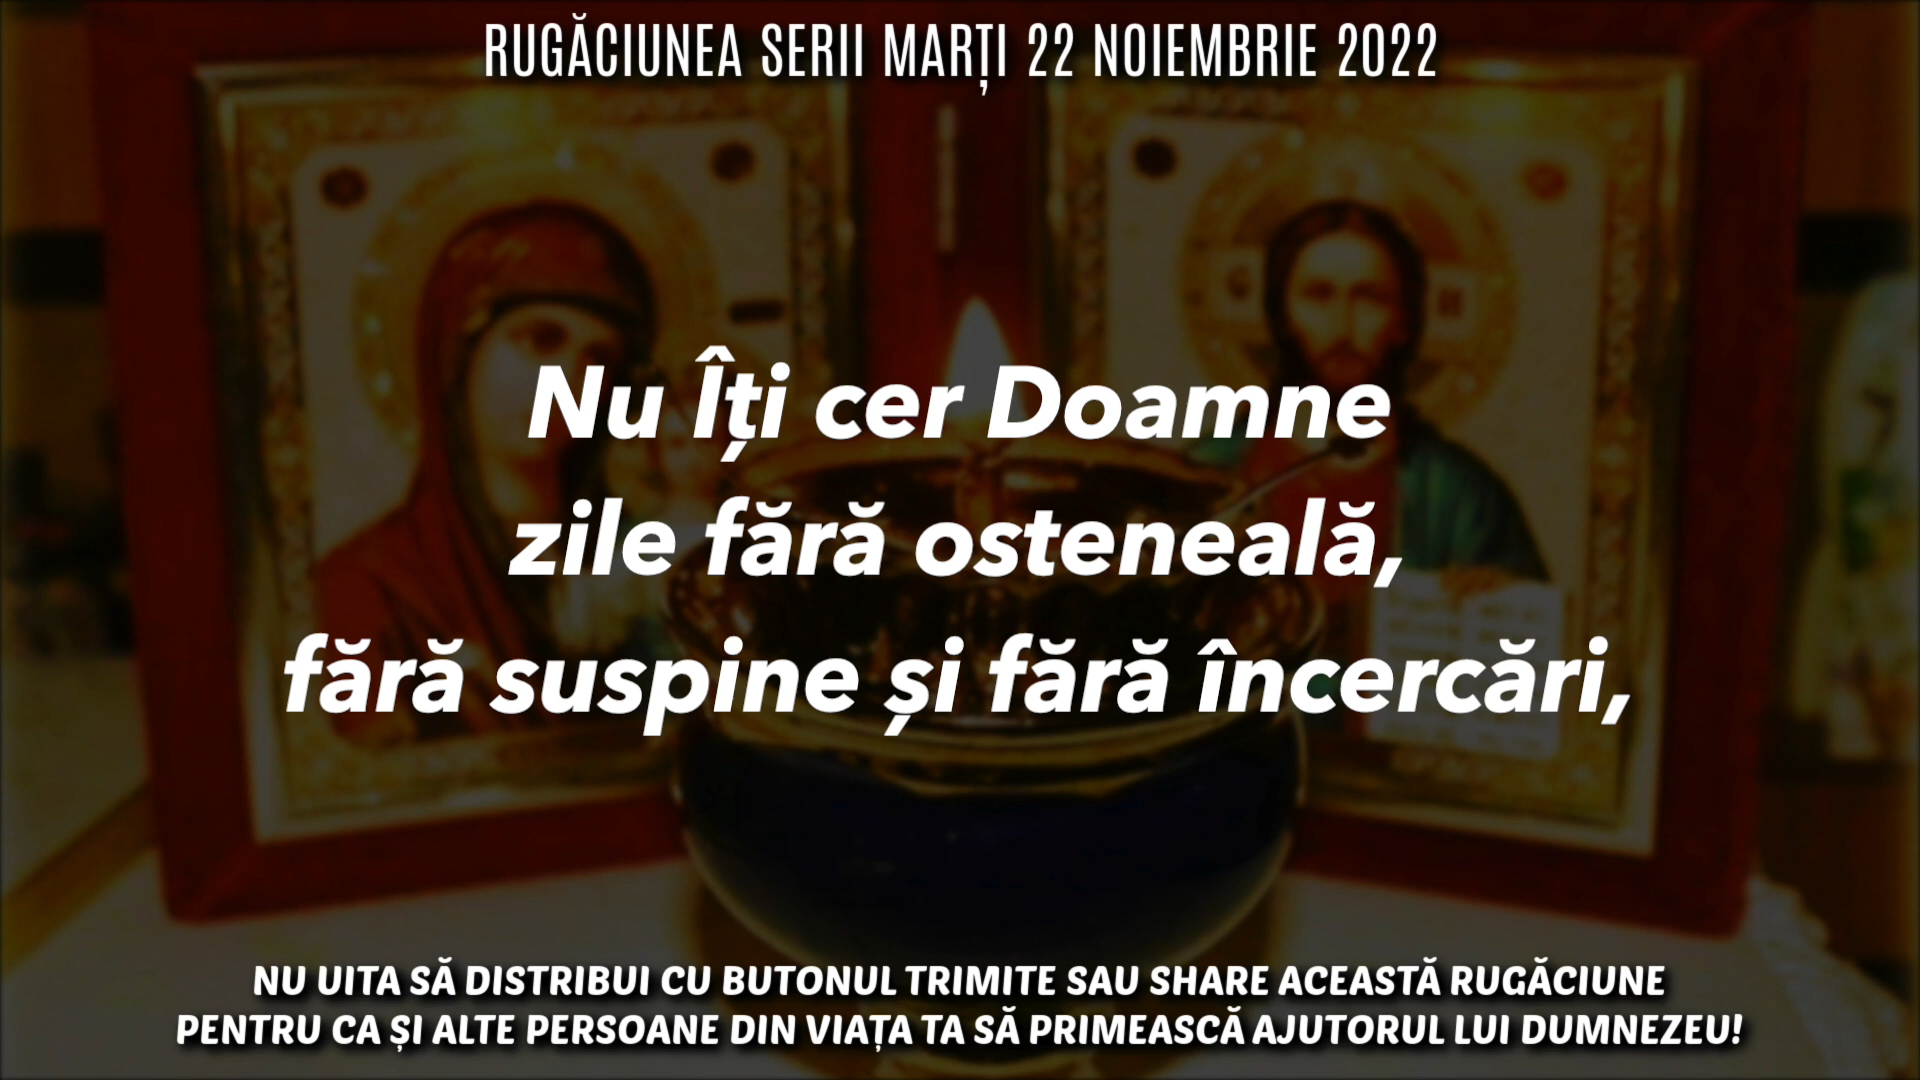 RUGĂCIUNEA SERII MARȚI 22 NOIEMBRIE 2022
Nu Îți cer Doamne
zile fără osteneală,
fără suspine și fără încercări,
NU UITA SĂ DISTRIBUI CU BUTONUL TRIMITE SAU SHARE ACEASTĂ RUGĂCIUNE
PENTRU CA ȘI ALTE PERSOANE DIN VIAȚA TA SĂ PRIMEASCĂ AJUTORUL LUI DUMNEZEU!